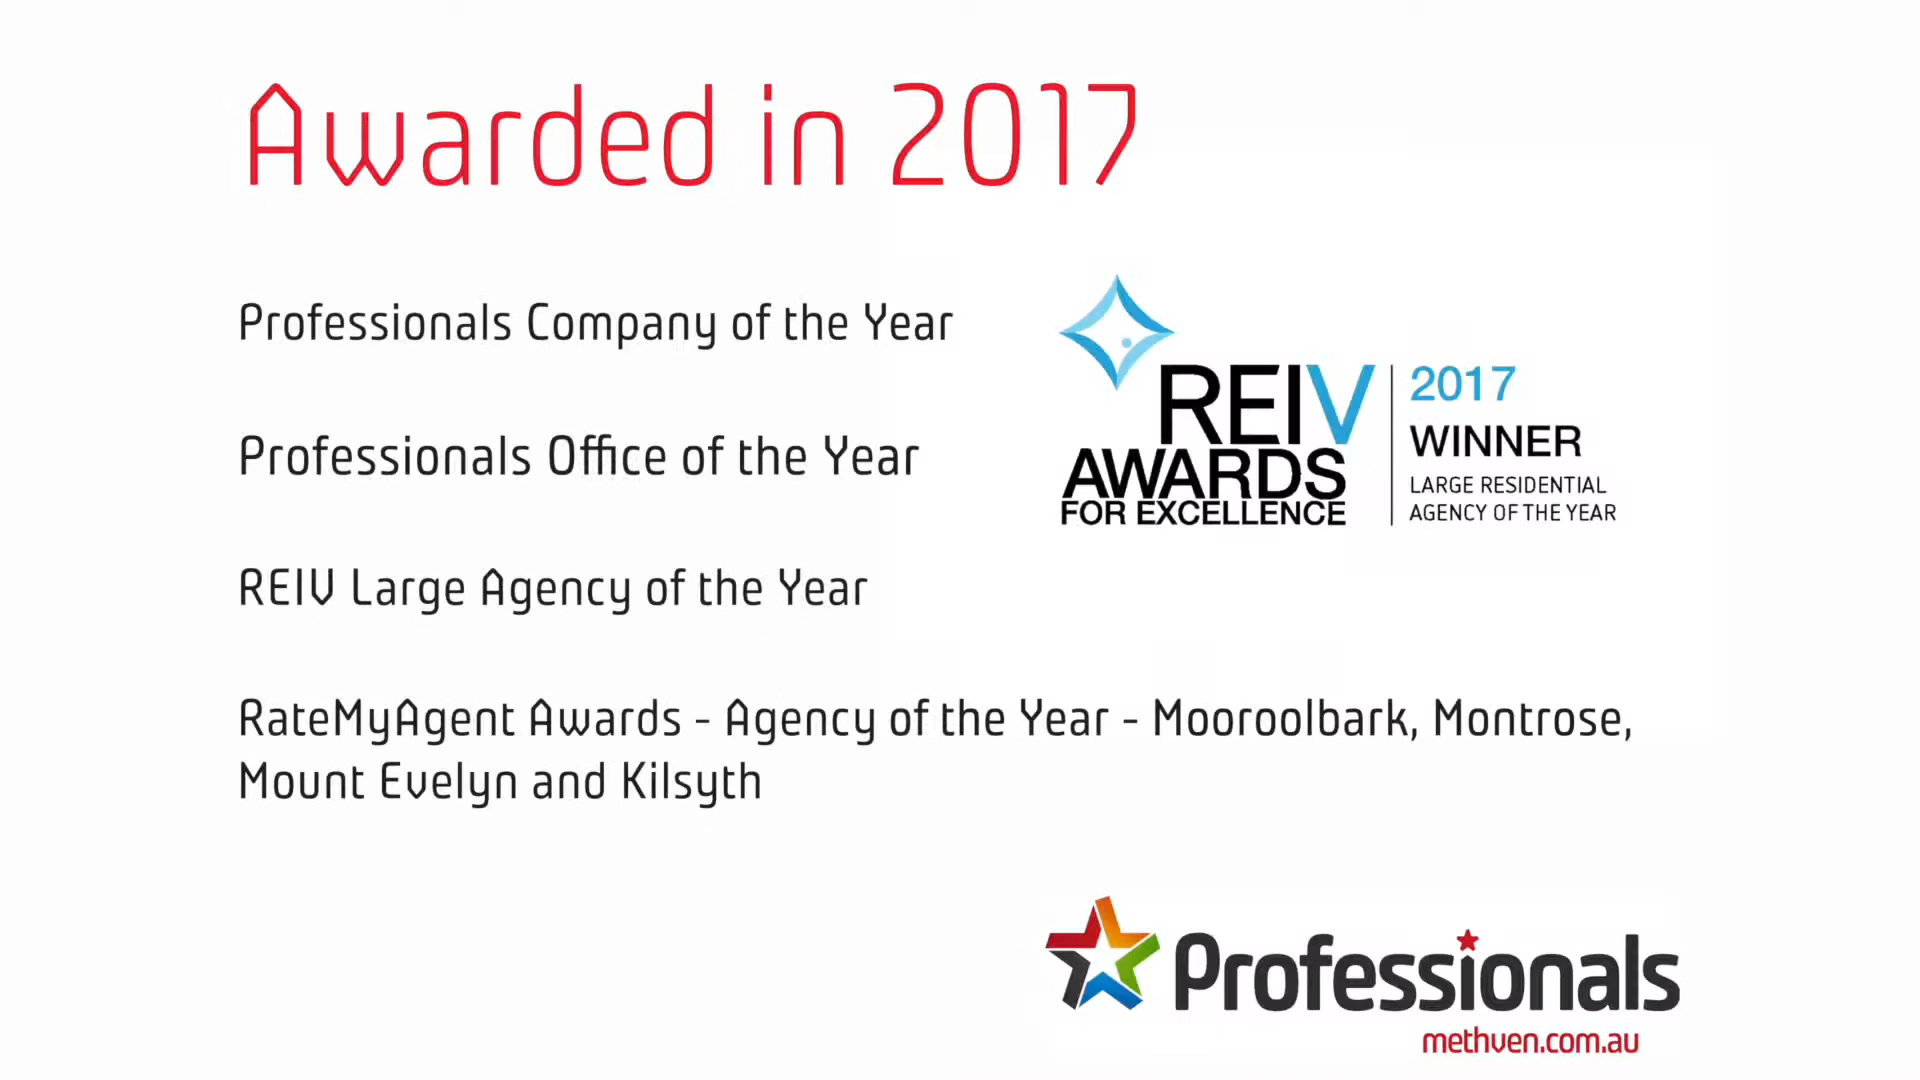 Awarded in 2017
Professionals Company of the Year
Professionals Office of the Year
REIV Large Agency of the Year
RateMyAgent Awards - Agency of the Year - Mooroolbark, Montrose,
Mount Evelyn and Kilsyth
REIV
AWARDS
FOR EXCELLENCE
2017
WINNER
LARGE RESIDENTIAL
AGENCY OF THE YEAR
Professionals
methven.com.au